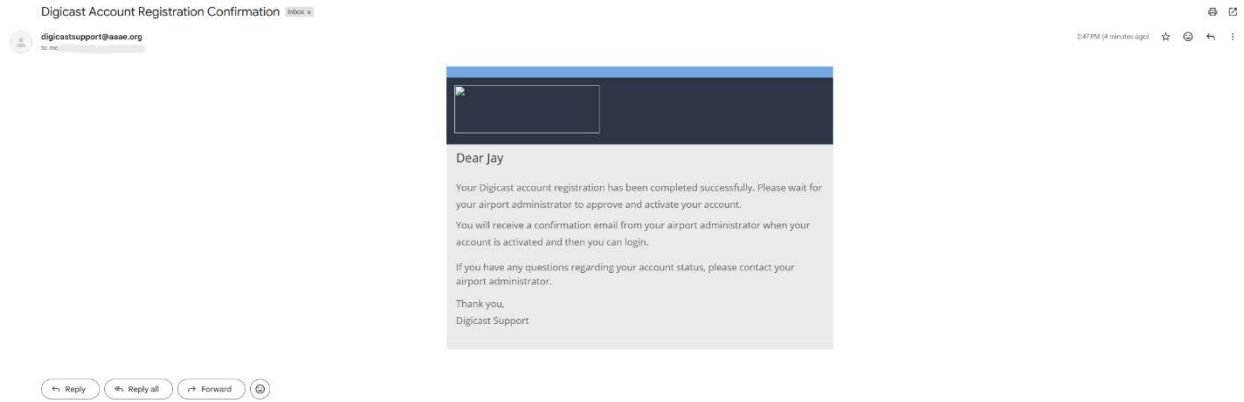 Digicast Account Registration Confirmation Inbox x
digicastsupport@aaae.org
2:47 PM (4 minutes ago)
to me
Dear Jay
Your Digicast account registration has been completed successfully. Please wait for
your airport administrator to approve and activate your account.
You will receive a confirmation email from your airport administrator when your
account is activated and then you can login.
If you have any questions regarding your account status, please contact your
airport administrator.
Thank you,
Digicast Support
Reply
Reply all
Forward